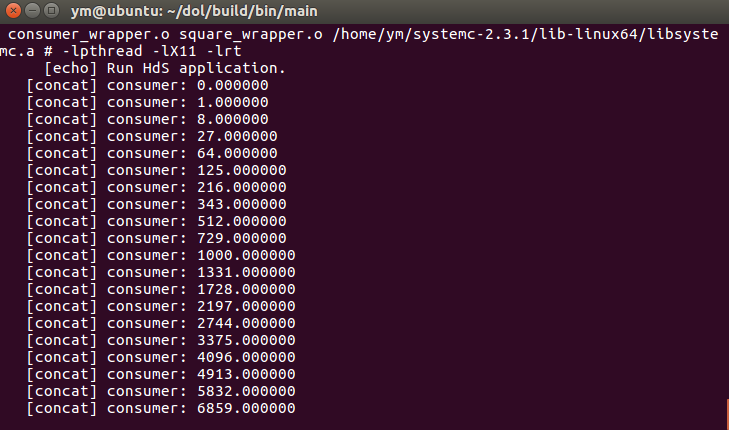 ym@ubuntu: ~/dol/build/bin/main
consumer_wrapper.o square_wrapper.o /home/ym/systemc-2.3.1/lib-linux64/libsyste
mc.a # -lpthread -lX11 -lrt
[echo] Run HdS application.
[concat] consumer: 0.000000
[concat] consumer: 1.000000
[concat] consumer: 8.000000
[concat] consumer: 27.000000
[concat] consumer: 64.000000
[concat] consumer: 125.000000
[concat] consumer: 216.000000
[concat] consumer: 343.000000
[concat] consumer: 512.000000
[concat] consumer: 729.000000
[concat] consumer: 1000.000000
[concat] consumer: 1331.000000
[concat] consumer: 1728.000000
[concat] consumer: 2197.000000
[concat] consumer: 2744.000000
[concat] consumer: 3375.000000
[concat] consumer: 4096.000000
[concat] consumer: 4913.000000
[concat] consumer: 5832.000000
[concat] consumer: 6859.000000